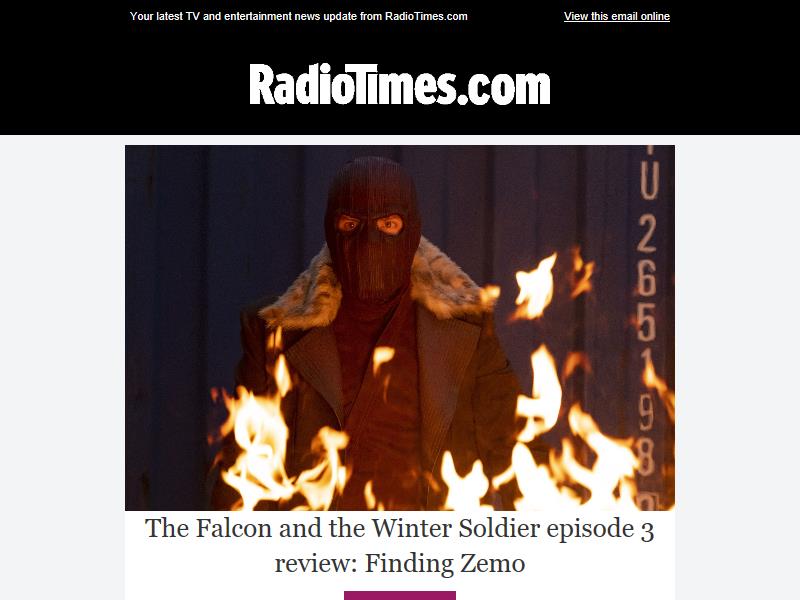 Your latest TV and entertainment news update from RadioTimes.com
View this email online
RadioTimes.com
U
2
6
5
1
9
8
The Falcon and the Winter Soldier episode 3
review: Finding Zemo